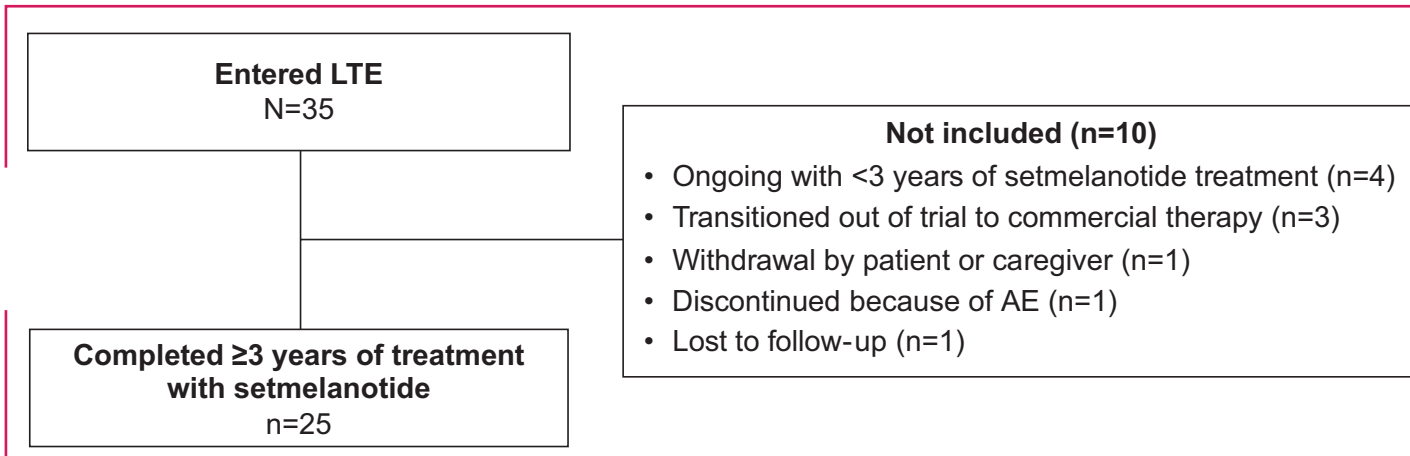 Entered LTE
N=35
Not included (n=10)
• Ongoing with <3 years of setmelanotide treatment (n=4)
• Transitioned out of trial to commercial therapy (n=3)
• Withdrawal by patient or caregiver (n=1)
• Discontinued because of AE (n=1)
• Lost to follow-up (n=1)
Completed ≥3 years of treatment
with setmelanotide
n=25